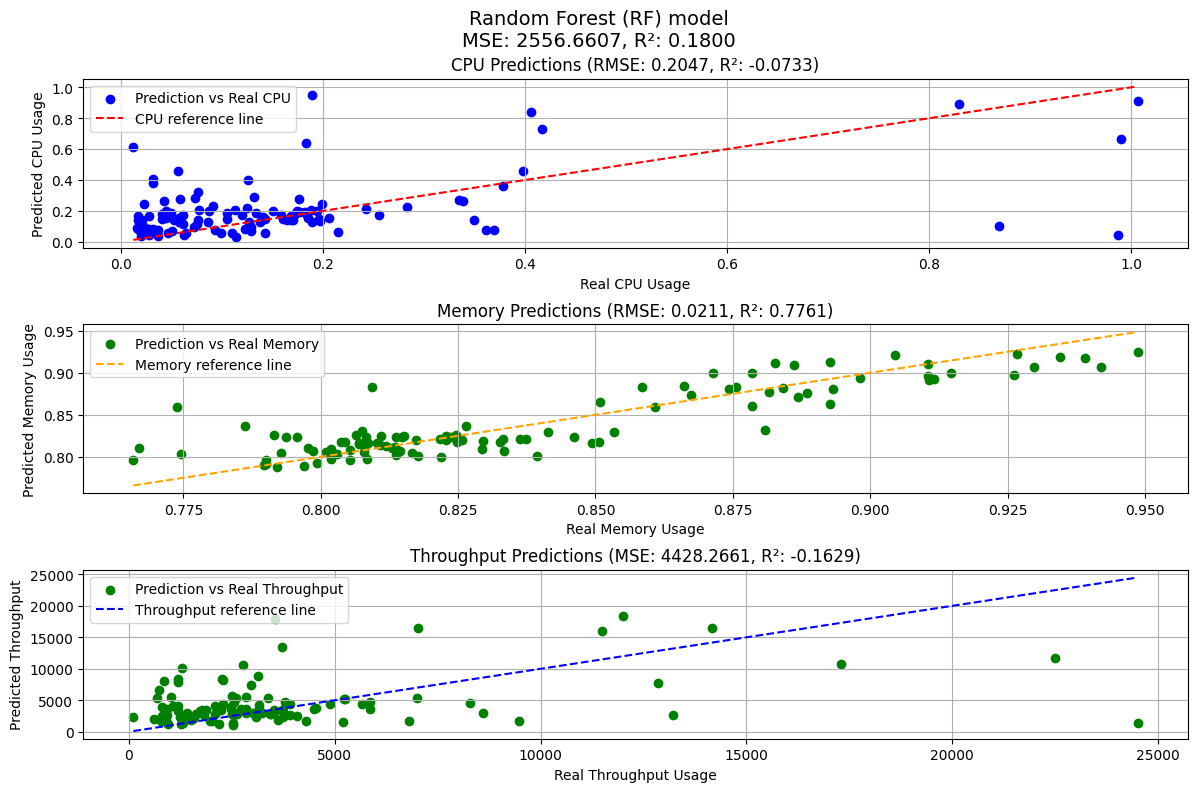 Random Forest (RF) model
MSE: 2556.6607, R²: 0.1800
CPU Predictions (RMSE: 0.2047, R²: -0.0733)
Predicted CPU Usage
1.0
0.8
0.6
0.4
0.2
0.0
Prediction vs Real CPU
CPU reference line
0.0 0.2 0.4 0.6 0.8 1.0
Real CPU Usage
Memory Predictions (RMSE: 0.0211, R²: 0.7761)
Predicted Memory Usage
0.95
0.90
0.85
0.80
Prediction vs Real Memory
Memory reference line
0.775 0.800 0.825 0.850 0.875 0.900 0.925 0.950
Real Memory Usage
Throughput Predictions (MSE: 4428.2661, R²: -0.1629)
Predicted Throughput
25000
20000
15000
10000
5000
0
Prediction vs Real Throughput
Throughput reference line
0 5000 10000 15000 20000 25000
Real Throughput Usage